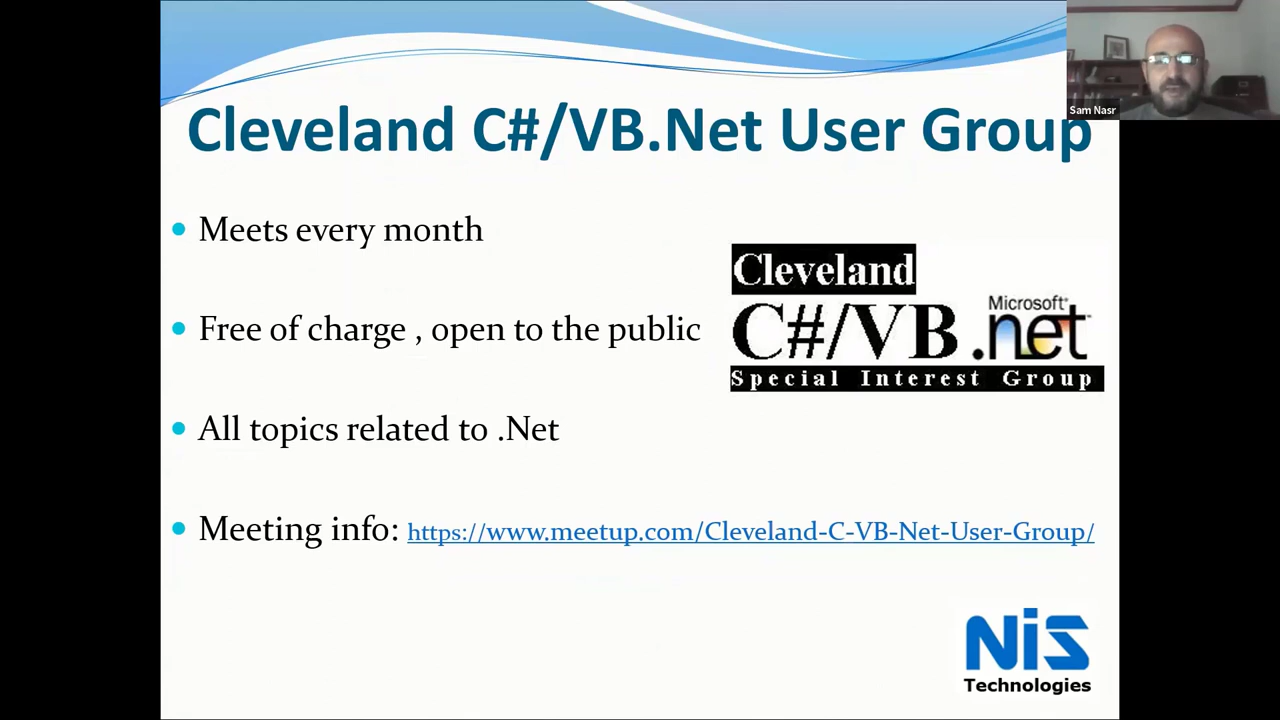 Sam Nasr
Cleveland C#/VB.Net User Group
Meets every month
Free of charge , open to the public
All topics related to .Net
Meeting info: https://www.meetup.com/Cleveland-C-VB-Net-User-Group/
Cleveland
Microsoft®
C#/VB .net™
Special Interest Group
NiS
Technologies